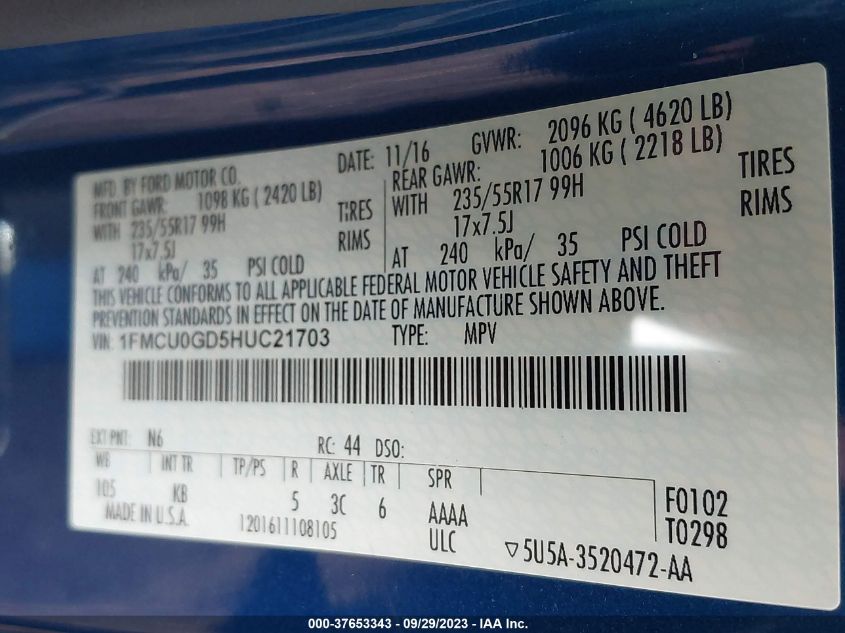 MFD. BY FORD MOTOR CO. DATE: 11/16 GVWR: 2096 KG ( 4620 LB)
FRONT GAWR: 1098 KG ( 2420 LB) REAR GAWR: 1006 KG ( 2218 LB)
WITH 235/55R17 99H TIRES WITH 235/55R17 99H TIRES
17x7.5J RIMS 17x7.5J RIMS
AT 240 kPa/ 35 PSI COLD AT 240 kPa/ 35 PSI COLD
THIS VEHICLE CONFORMS TO ALL APPLICABLE FEDERAL MOTOR VEHICLE SAFETY AND THEFT
PREVENTION STANDARDS IN EFFECT ON THE DATE OF MANUFACTURE SHOWN ABOVE.
VIN: 1FMCU0GD5HUC21703 TYPE: MPV
EXT PNT: N6 RC: 44 DSO:
WB INT TR TP/PS R AXLE TR SPR
105 KB 5 3C 6 AAAA F0102
MADE IN U.S.A. 1201611108105 ULC T0298
5U5A-3520472-AA
000-37653343 - 09/29/2023 - IAA Inc.